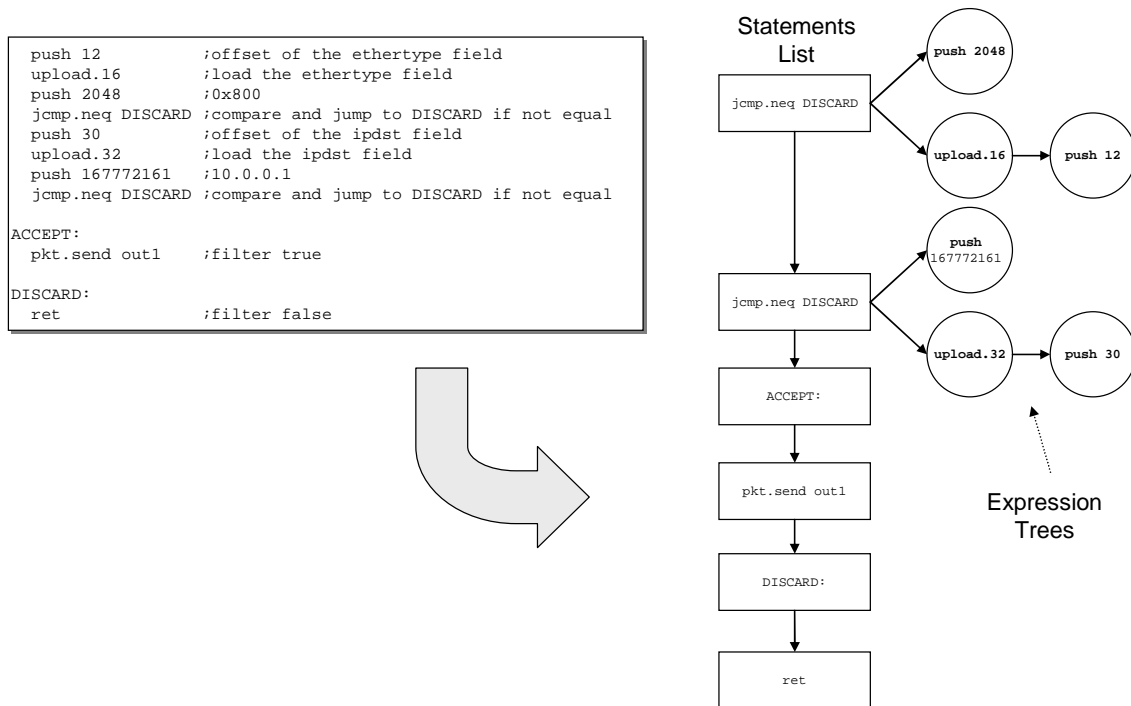 push 12 ;offset of the ethertype field
upload.16 ;load the ethertype field
push 2048 ;0x800
jcmp.neq DISCARD ;compare and jump to DISCARD if not equal
push 30 ;offset of the ipdst field
upload.32 ;load the ipdst field
push 167772161 ;10.0.0.1
jcmp.neq DISCARD ;compare and jump to DISCARD if not equal
ACCEPT:
pkt.send out1 ;filter true
DISCARD:
ret ;filter false
Statements
List
jcmp.neq DISCARD
push 2048
upload.16
push 12
jcmp.neq DISCARD
push
167772161
upload.32
push 30
ACCEPT:
pkt.send out1
DISCARD:
ret
Expression
Trees